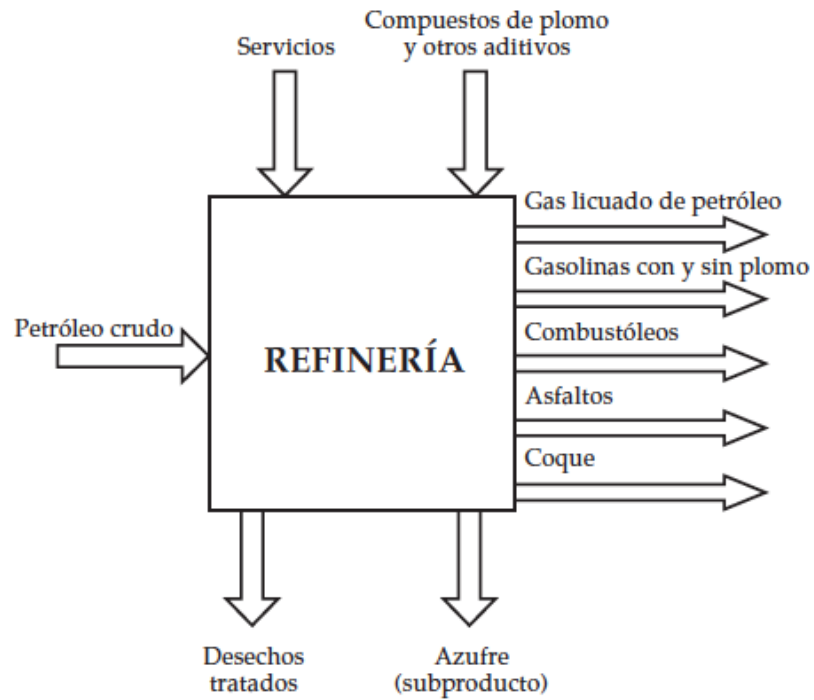 Servicios
Compuestos de plomo
y otros aditivos
Gas licuado de petróleo
Gasolinas con y sin plomo
Petróleo crudo
Combustóleos
REFINERÍA
Asfaltos
Coque
Desechos
tratados
Azufre
(subproducto)